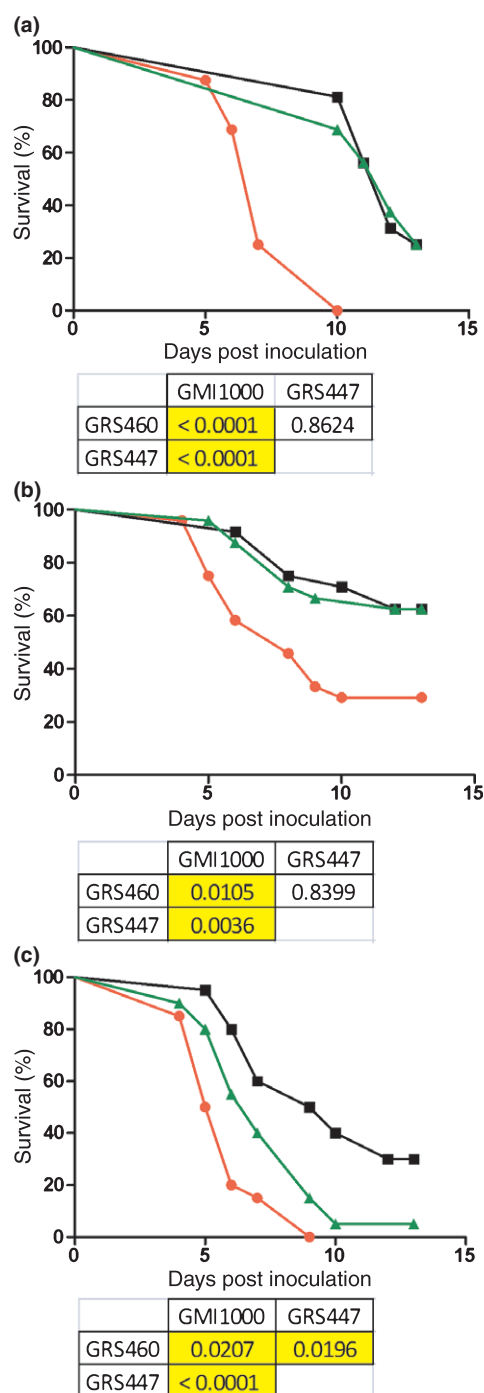 (a)
100
80
60
40
20
0
Survival (%)
0 5 10 15
Days post inoculation
GMI1000 GRS447
GRS460 < 0.0001 0.8624
GRS447 < 0.0001
(b)
100
80
60
40
20
0
Survival (%)
0 5 10 15
Days post inoculation
GMI1000 GRS447
GRS460 0.0105 0.8399
GRS447 0.0036
(c)
100
80
60
40
20
0
Survival (%)
0 5 10 15
Days post inoculation
GMI1000 GRS447
GRS460 0.0207 0.0196
GRS447 < 0.0001